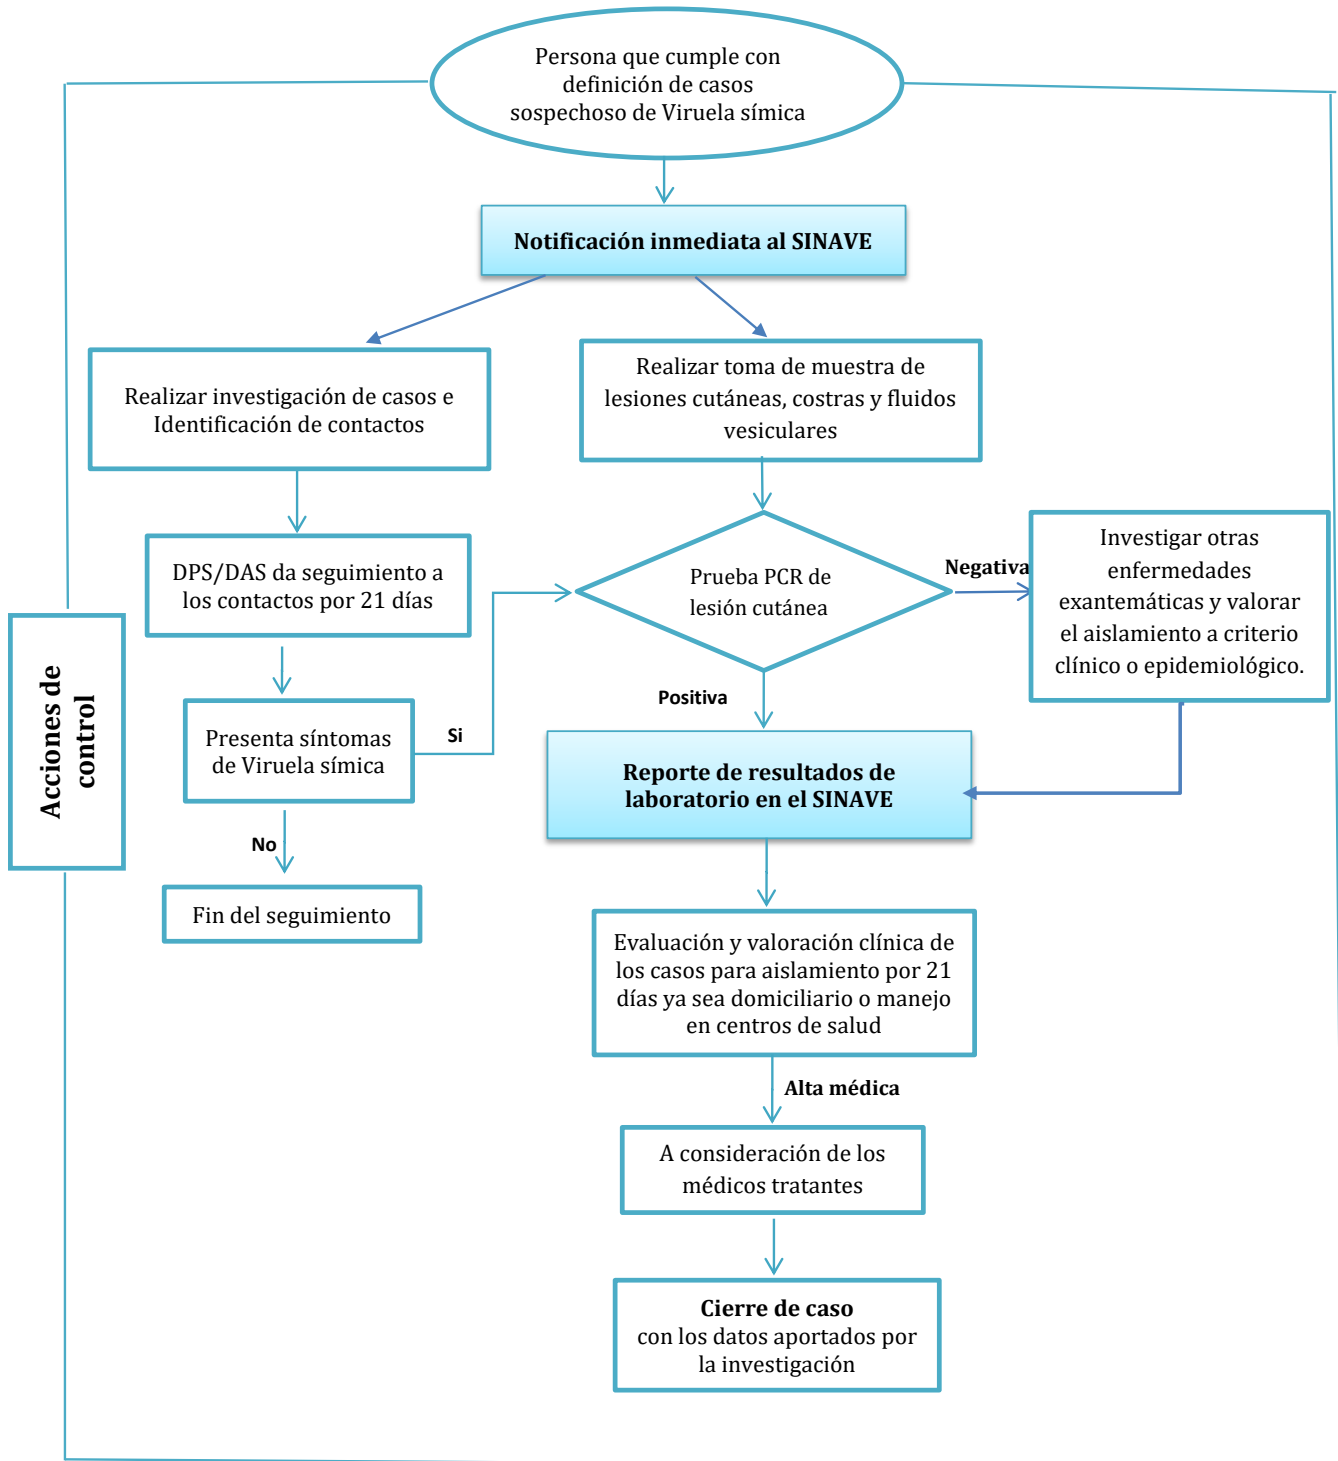 Persona que cumple con
definición de casos
sospechoso de Viruela símica
Notificación inmediata al SINAVE
Realizar investigación de casos e
Identificación de contactos
Realizar toma de muestra de
lesiones cutáneas, costras y fluidos
vesiculares
DPS/DAS da seguimiento a
los contactos por 21 días
Prueba PCR de
lesión cutánea
Negativa
Investigar otras
enfermedades
exantemáticas y valorar
el aislamiento a criterio
clínico o epidemiológico.
Acciones de
control
Presenta síntomas
de Viruela símica
Si
Positiva
Reporte de resultados de
laboratorio en el SINAVE
No
Fin del seguimiento
Evaluación y valoración clínica de
los casos para aislamiento por 21
días ya sea domiciliario o manejo
en centros de salud
Alta médica
A consideración de los
médicos tratantes
Cierre de caso
con los datos aportados por
la investigación